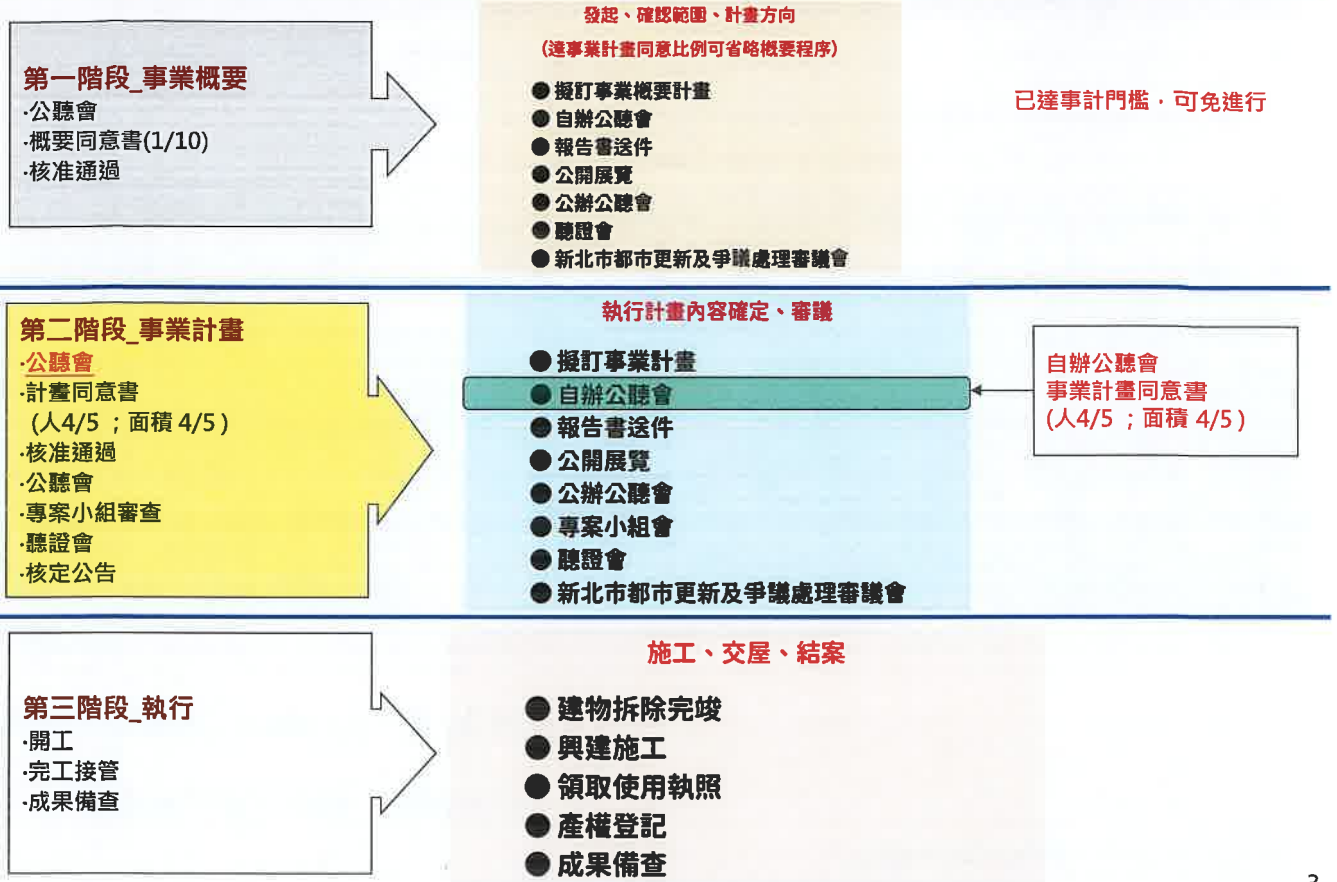 第一階段_事業概要
‧公聽會
‧概要同意書(1/10)
‧核准通過
發起、確認範圍、計畫方向
(達事業計畫同意比例可省略概要程序)
●擬訂事業概要計畫
●自辦公聽會
●報告書送件
●公開展覽
●公辦公聽會
●聽證會
●新北市都市更新及爭議處理審議會
已達事計門檻，可免進行
第二階段_事業計畫
‧公聽會
‧計畫同意書
(人4/5；面積 4/5)
‧核准通過
‧公聽會
‧專案小組審查
‧聽證會
‧核定公告
執行計畫內容確定、審議
●擬訂事業計畫
●自辦公聽會
●報告書送件
●公開展覽
●公辦公聽會
●專案小組會
●聽證會
●新北市都市更新及爭議處理審議會
自辦公聽會
事業計畫同意書
(人4/5；面積 4/5)
第三階段_執行
‧開工
‧完工接管
‧成果備查
施工、交屋、結案
●建物拆除完竣
●興建施工
●領取使用執照
●產權登記
●成果備查